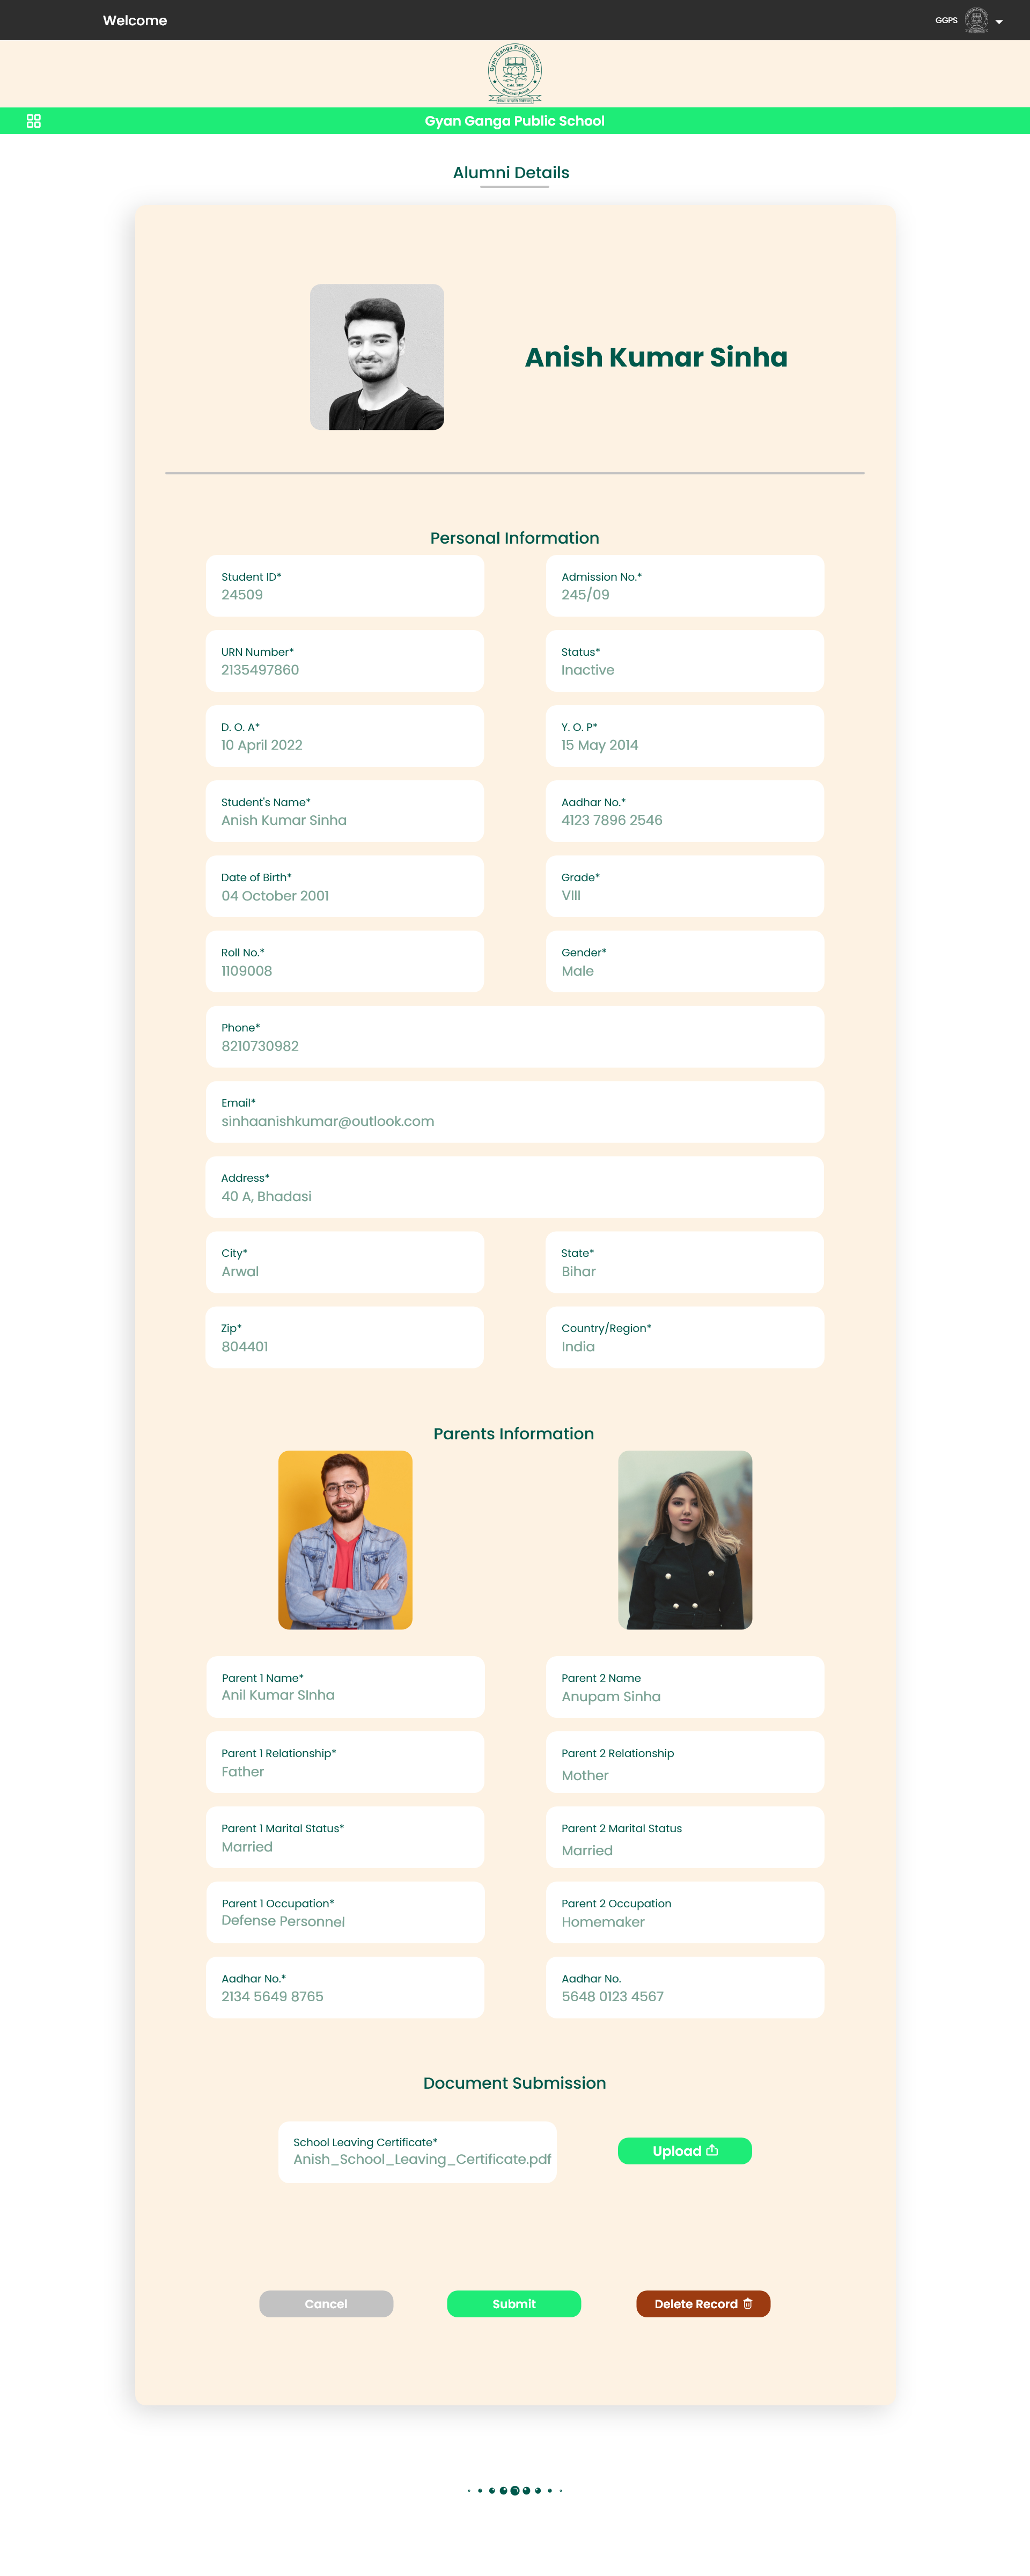 Welcome
GGPS
Gyan Ganga Public School
Gyan Ganga Public School
Alumni Details
Anish Kumar Sinha
Personal Information
Student ID*
24509
Admission No.*
245/09
URN Number*
2135497860
Status*
Inactive
D. O. A*
10 April 2022
Y. O. P*
15 May 2014
Student's Name*
Anish Kumar Sinha
Aadhar No.*
4123 7896 2546
Date of Birth*
04 October 2001
Grade*
VIII
Roll No.*
1109008
Gender*
Male
Phone*
8210730982
Email*
sinhaanishkumar@outlook.com
Address*
40 A, Bhadasi
City*
Arwal
State*
Bihar
Zip*
804401
Country/Region*
India
Parents Information
Parent 1 Name*
Anil Kumar SInha
Parent 2 Name
Anupam Sinha
Parent 1 Relationship*
Father
Parent 2 Relationship
Mother
Parent 1 Marital Status*
Married
Parent 2 Marital Status
Married
Parent 1 Occupation*
Defense Personnel
Parent 2 Occupation
Homemaker
Aadhar No.*
2134 5649 8765
Aadhar No.
5648 0123 4567
Document Submission
School Leaving Certificate*
Anish_School_Leaving_Certificate.pdf
Upload
Cancel
Submit
Delete Record